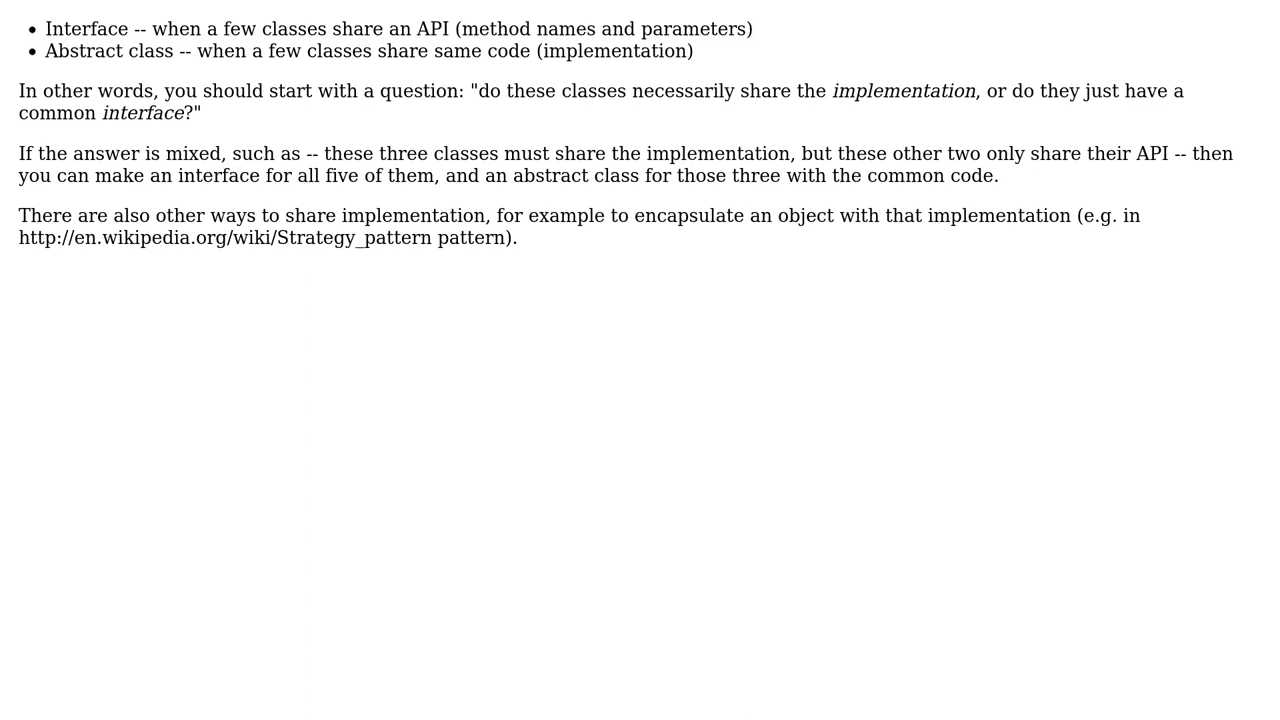 • Interface -- when a few classes share an API (method names and parameters)
• Abstract class -- when a few classes share same code (implementation)
In other words, you should start with a question: "do these classes necessarily share the implementation, or do they just have a
common interface?"
If the answer is mixed, such as -- these three classes must share the implementation, but these other two only share their API -- then
you can make an interface for all five of them, and an abstract class for those three with the common code.
There are also other ways to share implementation, for example to encapsulate an object with that implementation (e.g. in
http://en.wikipedia.org/wiki/Strategy_pattern pattern).